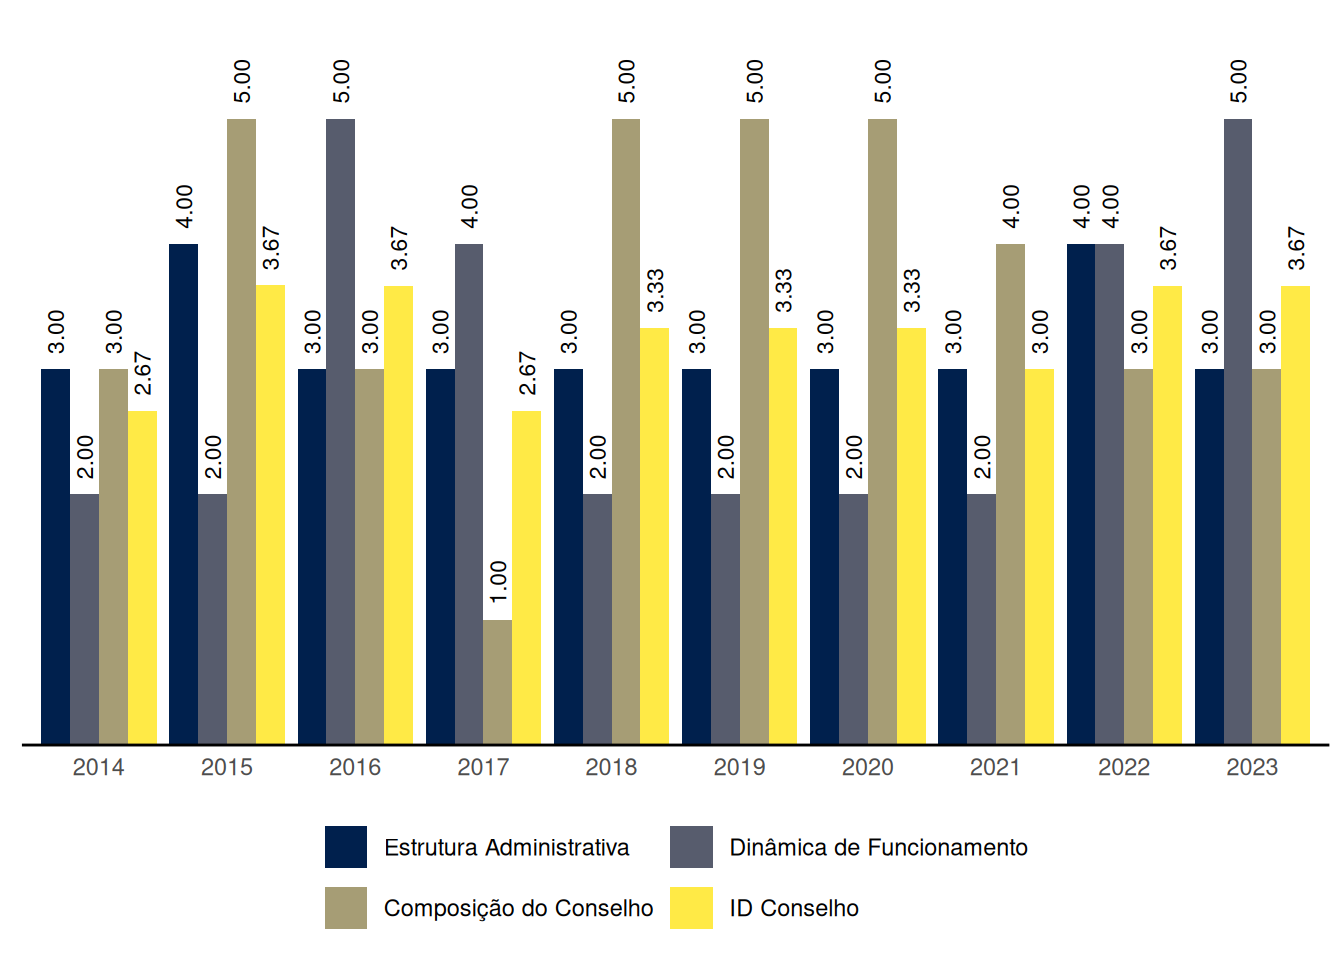 3.00 2.00 3.00 2.67
4.00 2.00 5.00 3.67
3.00 5.00 3.00 3.67
3.00 4.00 1.00 2.67
3.00 2.00 5.00 3.33
3.00 2.00 5.00 3.33
3.00 2.00 5.00 3.33
3.00 2.00 4.00 3.00
4.00 4.00 3.00 3.67
3.00 5.00 3.00 3.67
2014 2015 2016 2017 2018 2019 2020 2021 2022 2023
Estrutura Administrativa Dinâmica de Funcionamento
Composição do Conselho ID Conselho